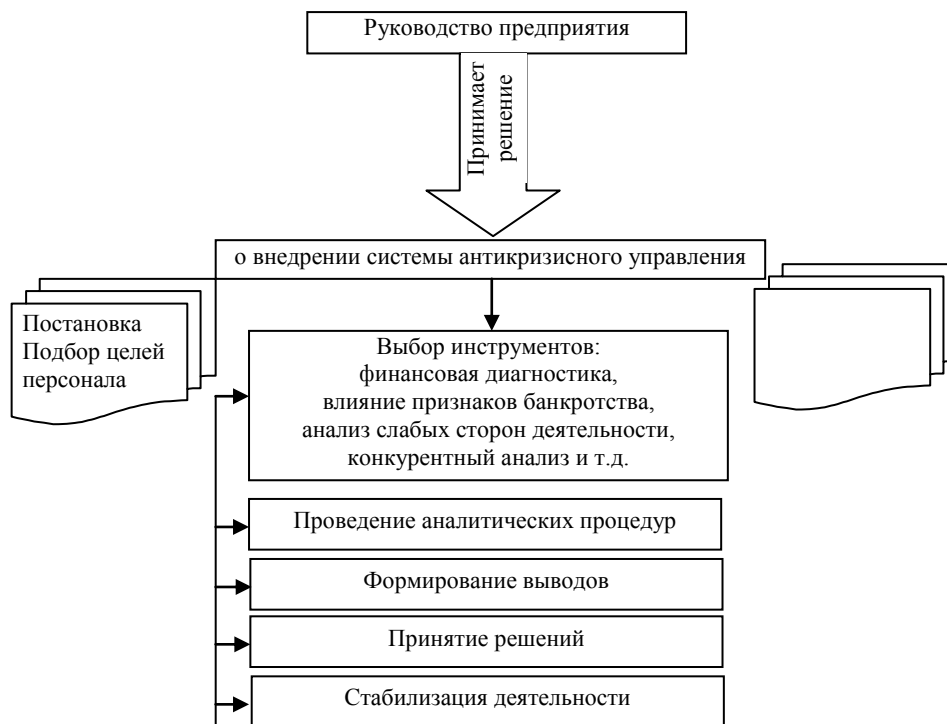 Руководство предприятия
Принимает
решение
о внедрении системы антикризисного управления
Постановка
Подбор целей
персонала
Выбор инструментов:
финансовая диагностика,
влияние признаков банкротства,
анализ слабых сторон деятельности,
конкурентный анализ и т.д.
Проведение аналитических процедур
Формирование выводов
Принятие решений
Стабилизация деятельности